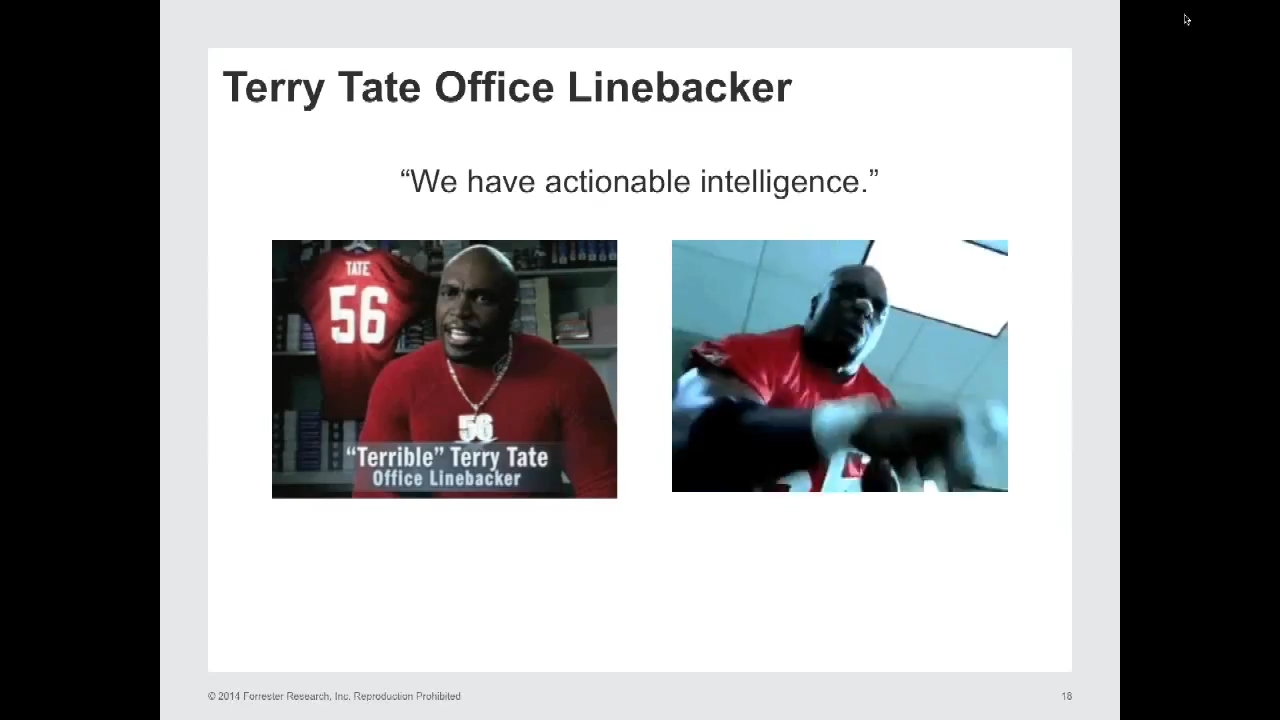 Terry Tate Office Linebacker
“We have actionable intelligence.”
TATE
56
56
“Terrible” Terry Tate
Office Linebacker
© 2014 Forrester Research, Inc. Reproduction Prohibited
18